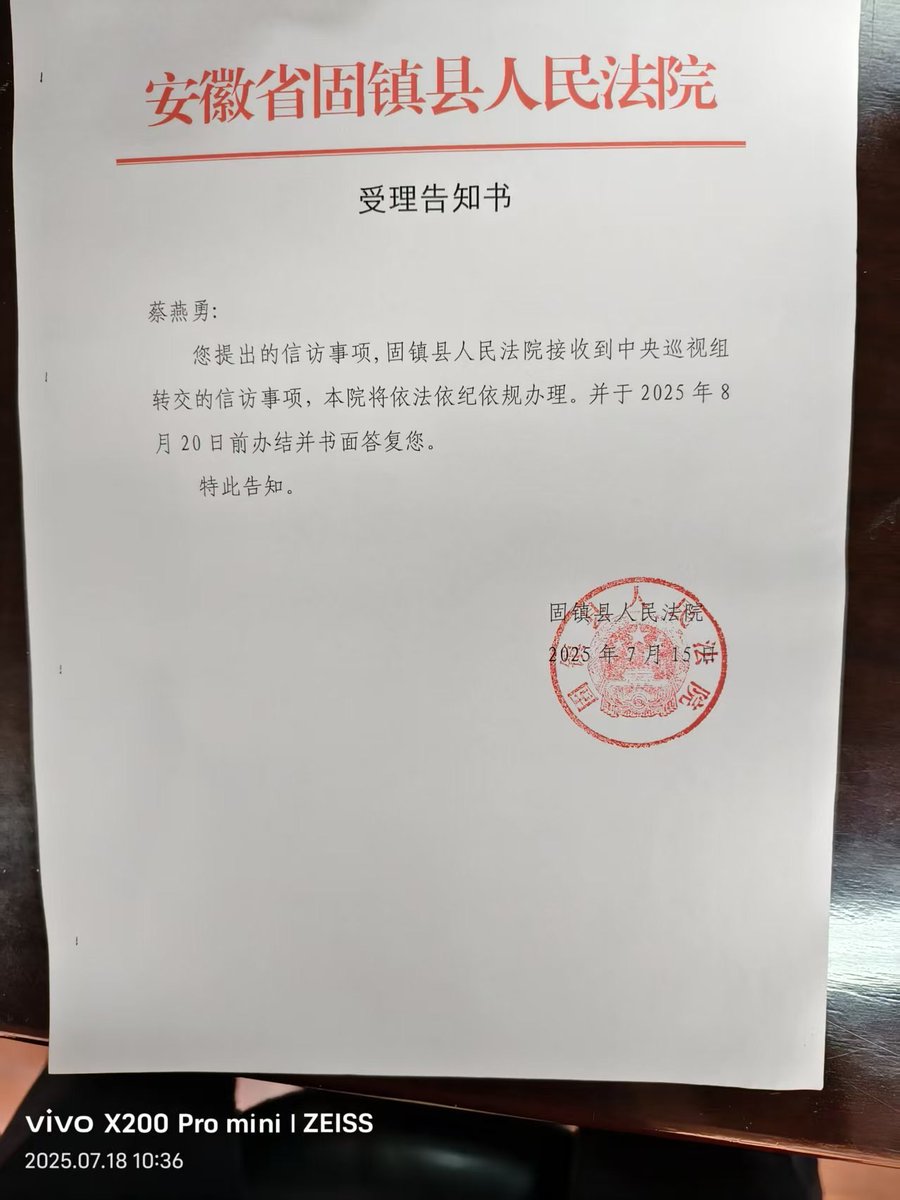 安徽省固镇县人民法院
受理告知书
蔡燕勇:
您提出的信访事项,固镇县人民法院接收到中央巡视组
转交的信访事项，本院将依法依纪依规办理。并于 2025 年 8
月 20 日前办结并书面答复您。
特此告知。
固镇县人民法院
2025 年 7 月 15 日
固镇县人民法院
vivo X200 Pro mini | ZEISS
2025.07.18 10:36